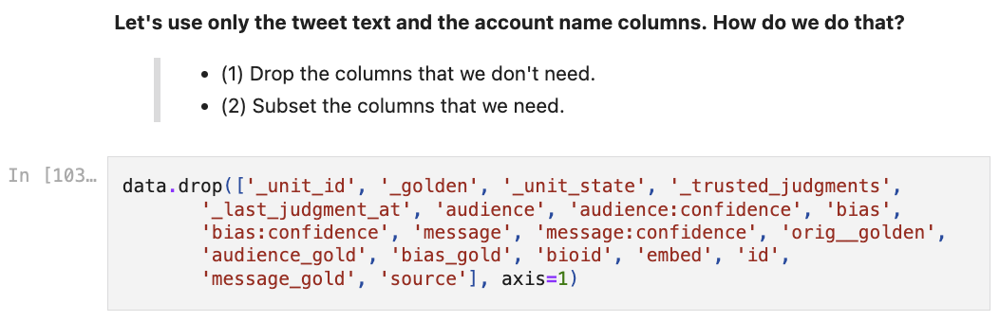 Let's use only the tweet text and the account name columns. How do we do that?
• (1) Drop the columns that we don't need.
• (2) Subset the columns that we need.
In [103…
data.drop(['_unit_id', '_golden', '_unit_state', '_trusted_judgments',
'_last_judgment_at', 'audience', 'audience:confidence', 'bias',
'bias:confidence', 'message', 'message:confidence', 'orig__golden',
'audience_gold', 'bias_gold', 'bioid', 'embed', 'id',
'message_gold', 'source'], axis=1)